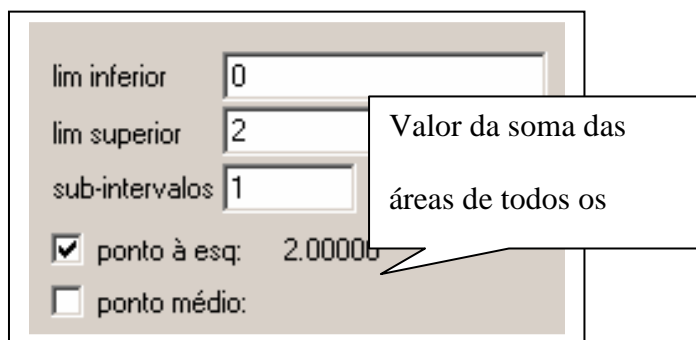 lim inferior 0
lim superior 2
sub-intervalos 1
ponto à esq: 2.00000
ponto médio:
Valor da soma das
áreas de todos os